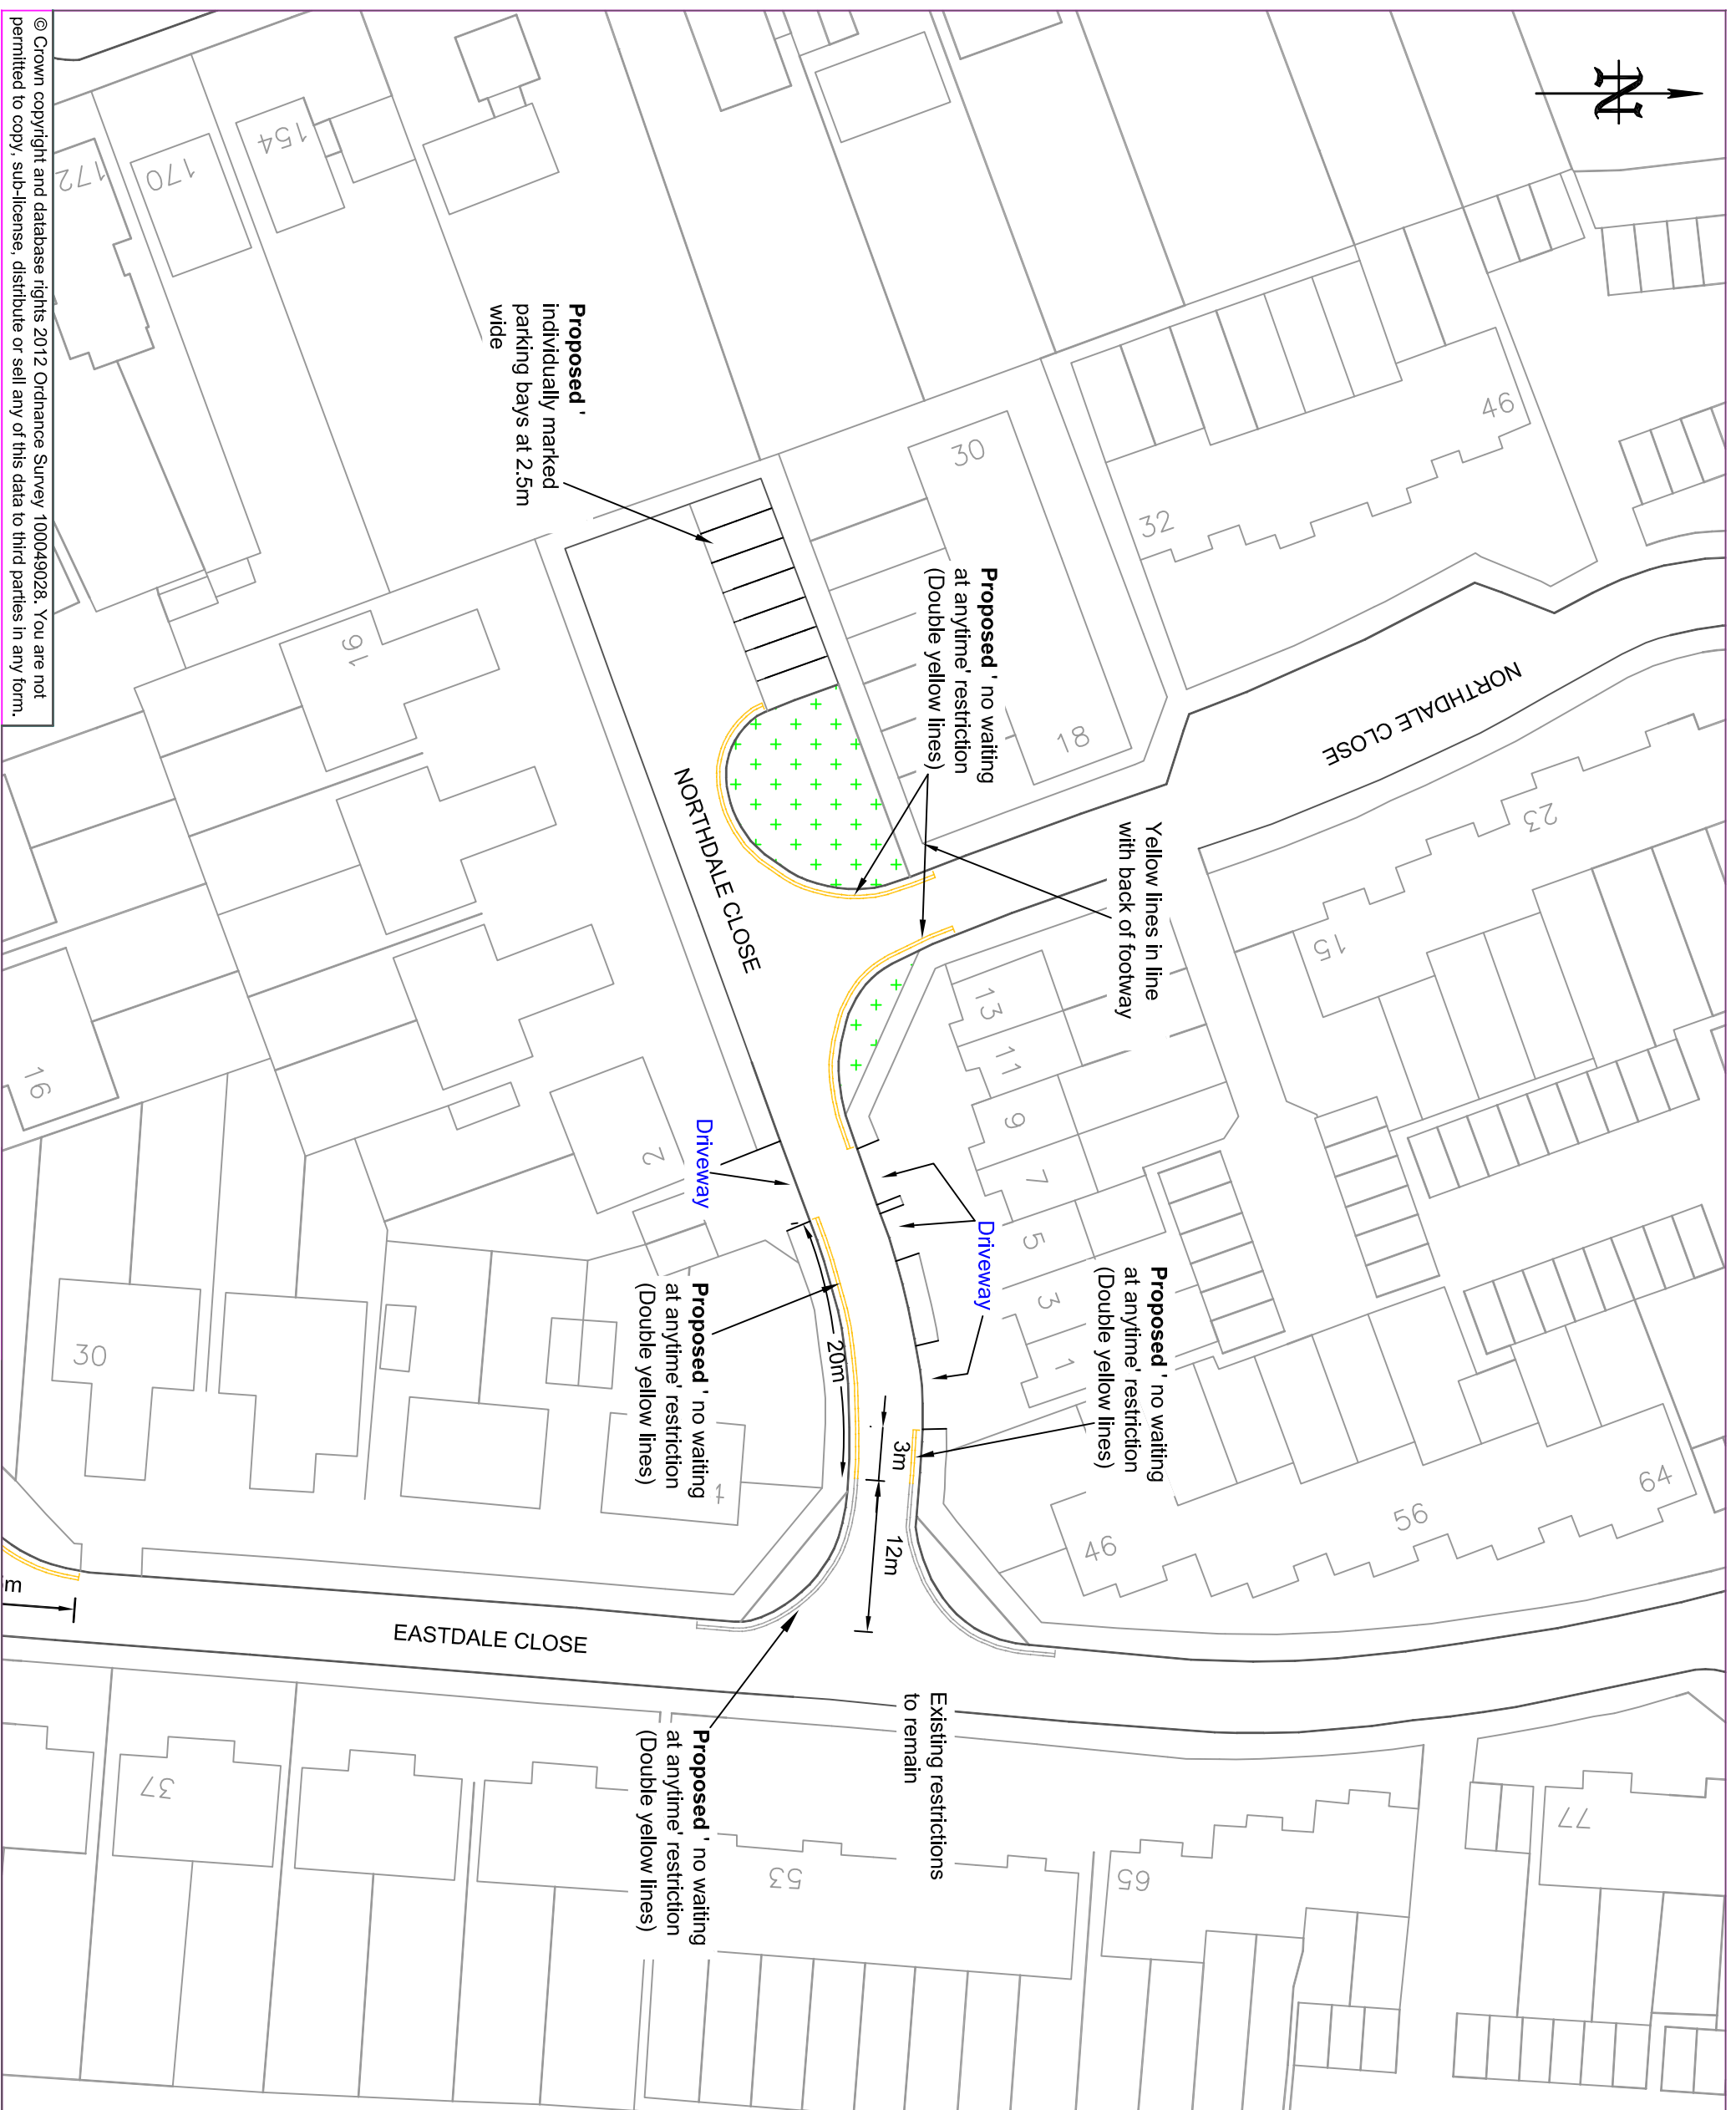 N
© Crown copyright and database rights 2012 Ordnance Survey 100049028. You are not
permitted to copy, sub-license, distribute or sell any of this data to third parties in any form.
172
170
154
46
32
30
18
NORTHDALE CLOSE
23
15
Proposed '
individually marked
parking bays at 2.5m
wide
Proposed ' no waiting
at anytime' restriction
(Double yellow lines)
Yellow lines in line
with back of footway
NORTHDALE CLOSE
16
16
2
13
11
9
7
5
3
1
Driveway
Driveway
Proposed ' no waiting
at anytime' restriction
(Double yellow lines)
Proposed ' no waiting
at anytime' restriction
(Double yellow lines)
20m
3m
12m
30
46
56
64
EASTDALE CLOSE
Existing restrictions
to remain
Proposed ' no waiting
at anytime' restriction
(Double yellow lines)
37
53
65
77